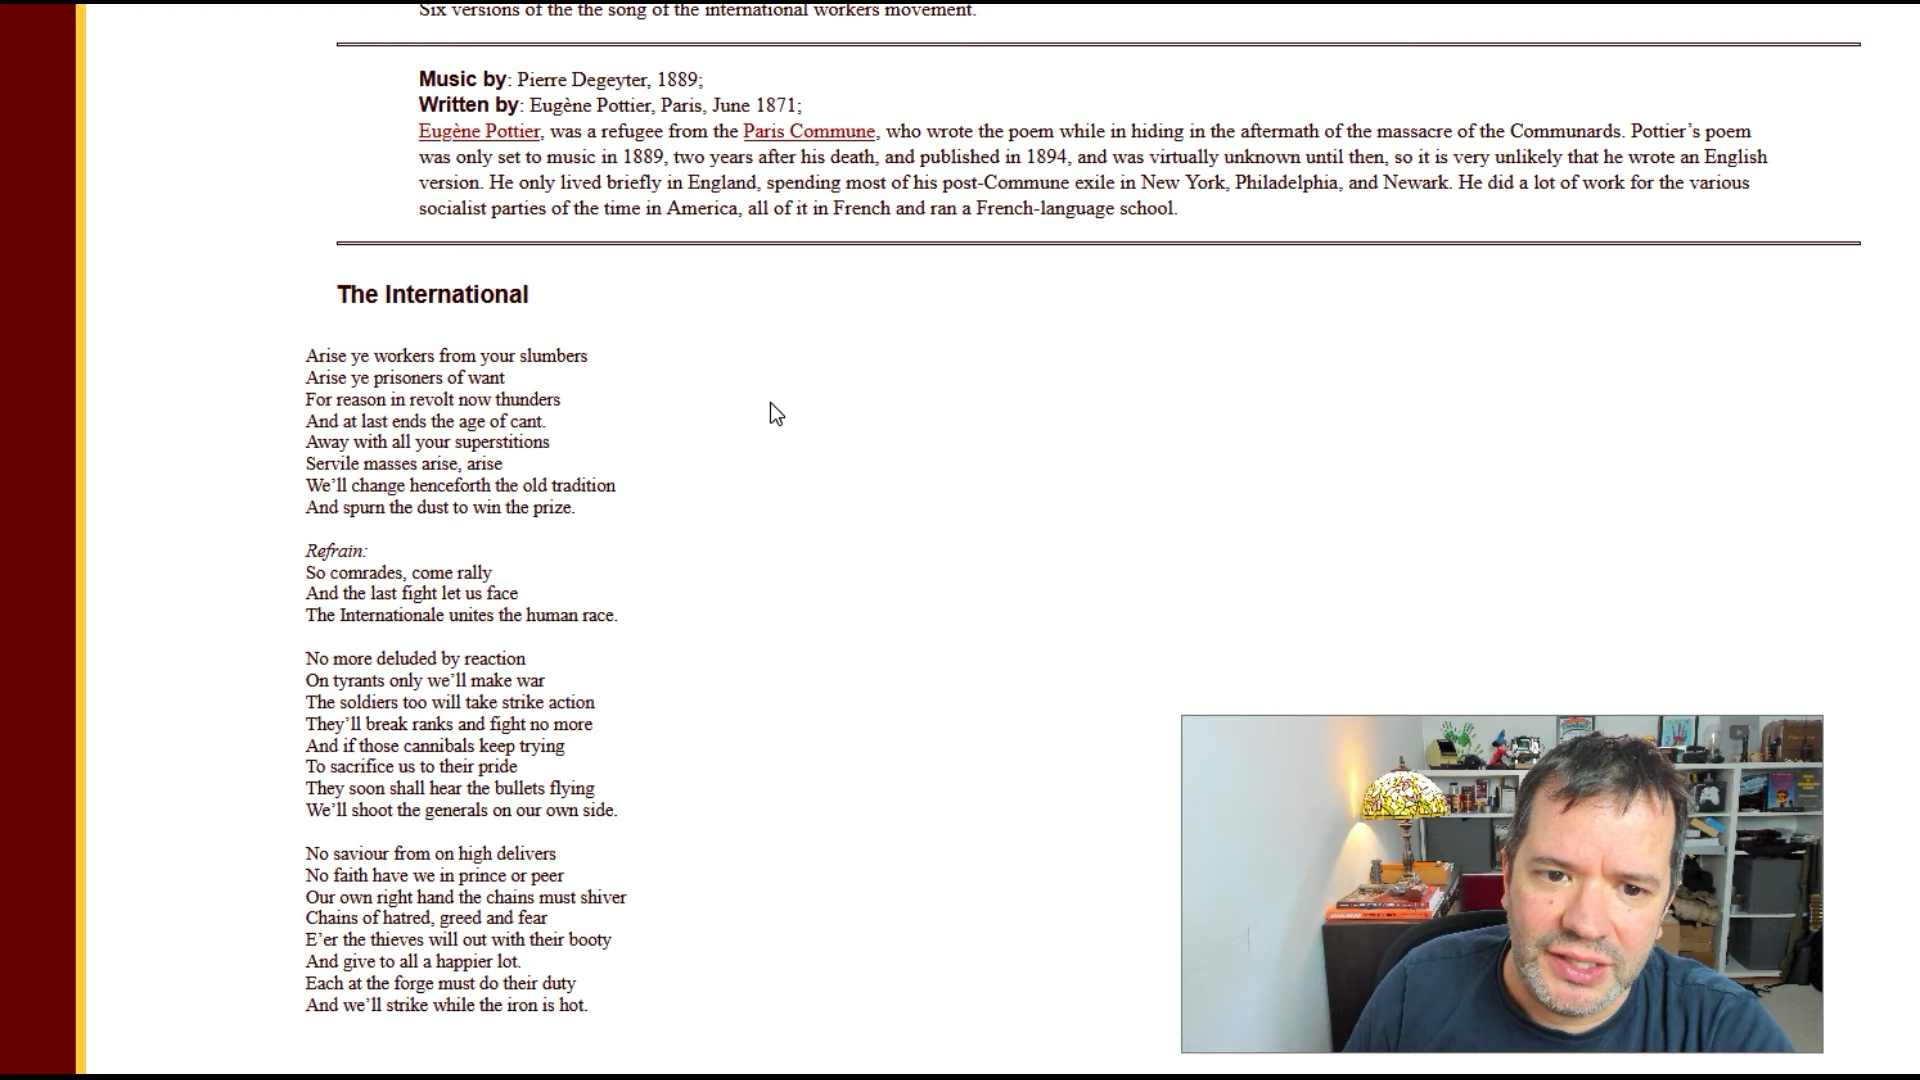 Six versions of the the song of the international workers movement.
Music by: Pierre Degeyter, 1889;
Written by: Eugène Pottier, Paris, June 1871;
Eugène Pottier, was a refugee from the Paris Commune, who wrote the poem while in hiding in the aftermath of the massacre of the Communards. Pottier’s poem
was only set to music in 1889, two years after his death, and published in 1894, and was virtually unknown until then, so it is very unlikely that he wrote an English
version. He only lived briefly in England, spending most of his post-Commune exile in New York, Philadelphia, and Newark. He did a lot of work for the various
socialist parties of the time in America, all of it in French and ran a French-language school.
The International
Arise ye workers from your slumbers
Arise ye prisoners of want
For reason in revolt now thunders
And at last ends the age of cant.
Away with all your superstitions
Servile masses arise, arise
We’ll change henceforth the old tradition
And spurn the dust to win the prize.
Refrain:
So comrades, come rally
And the last fight let us face
The Internationale unites the human race.
No more deluded by reaction
On tyrants only we’ll make war
The soldiers too will take strike action
They’ll break ranks and fight no more
And if those cannibals keep trying
To sacrifice us to their pride
They soon shall hear the bullets flying
We’ll shoot the generals on our own side.
No saviour from on high delivers
No faith have we in prince or peer
Our own right hand the chains must shiver
Chains of hatred, greed and fear
E’er the thieves will out with their booty
And give to all a happier lot.
Each at the forge must do their duty
And we’ll strike while the iron is hot.